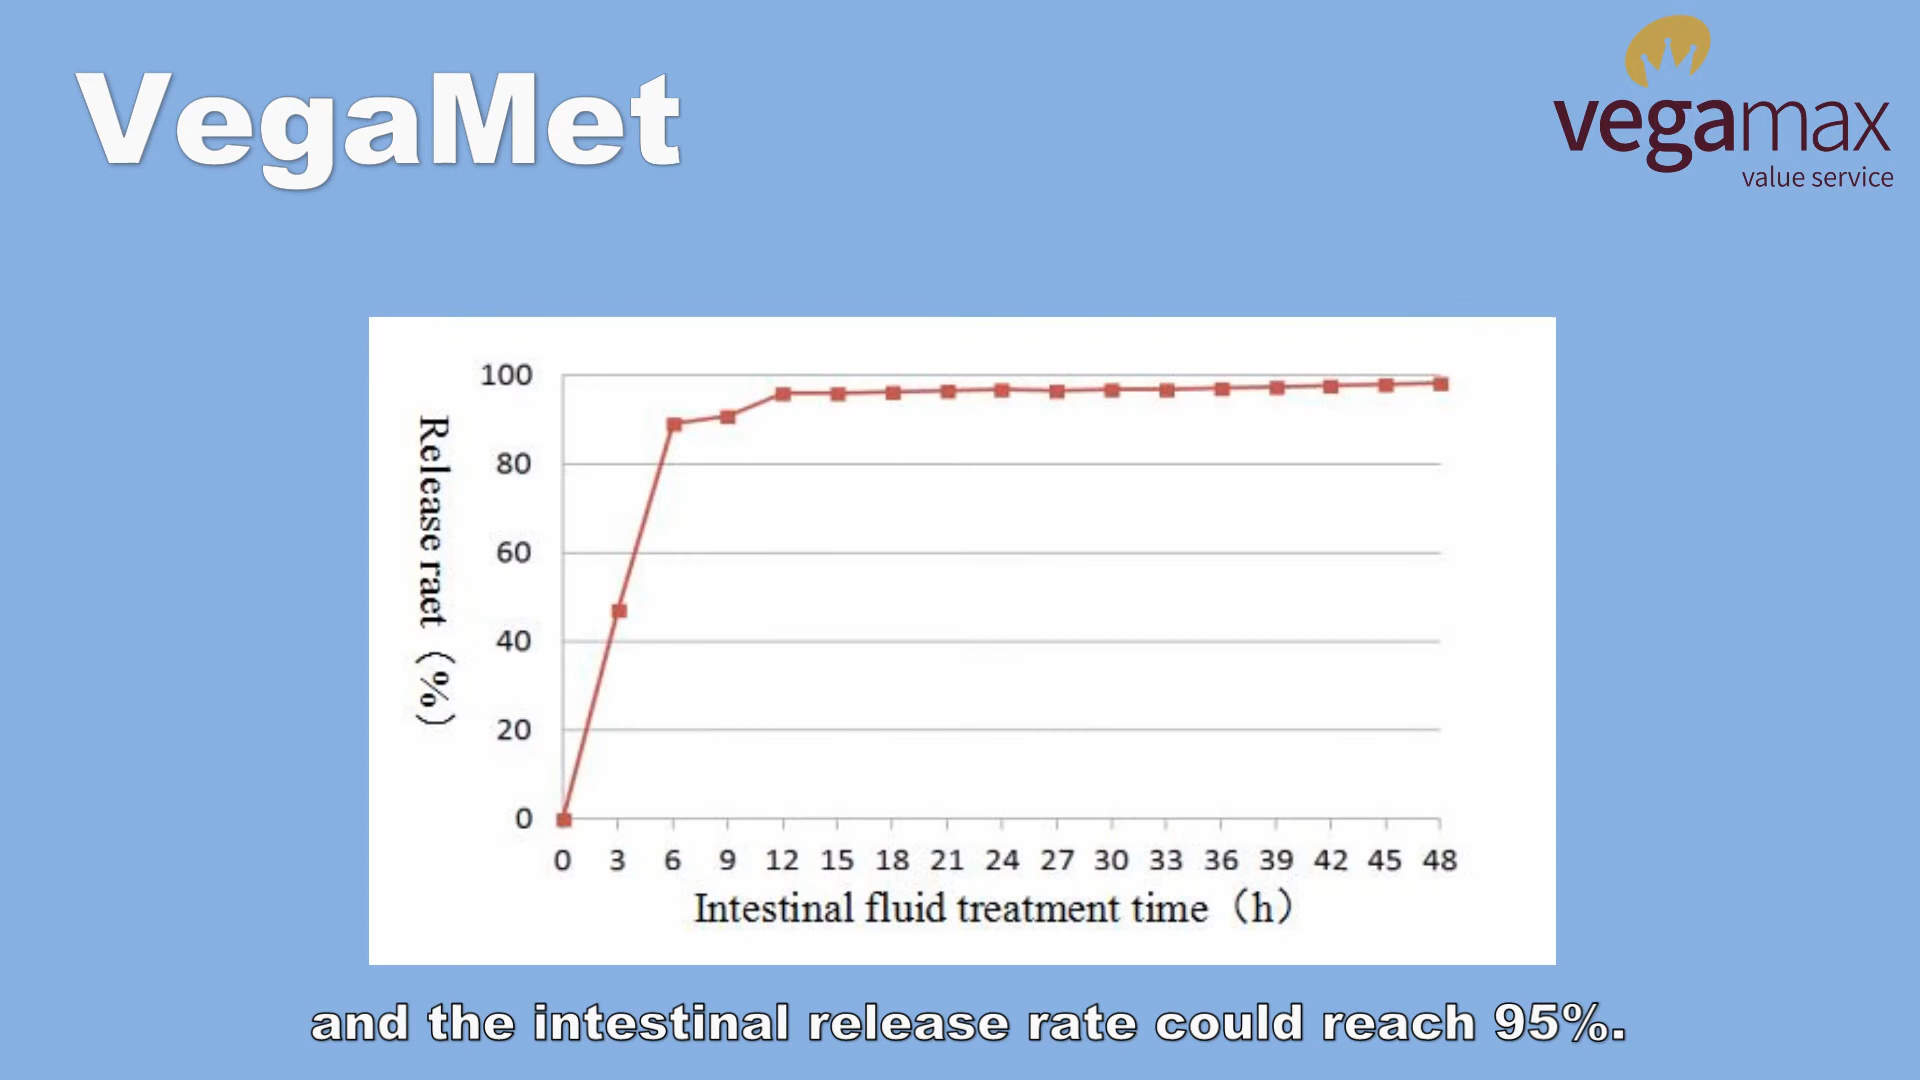 VegaMet
vegamax
value service
Release raet（%）
100
80
60
40
20
0
0 3 6 9 12 15 18 21 24 27 30 33 36 39 42 45 48
Intestinal fluid treatment time（h）
and the intestinal release rate could reach 95%.